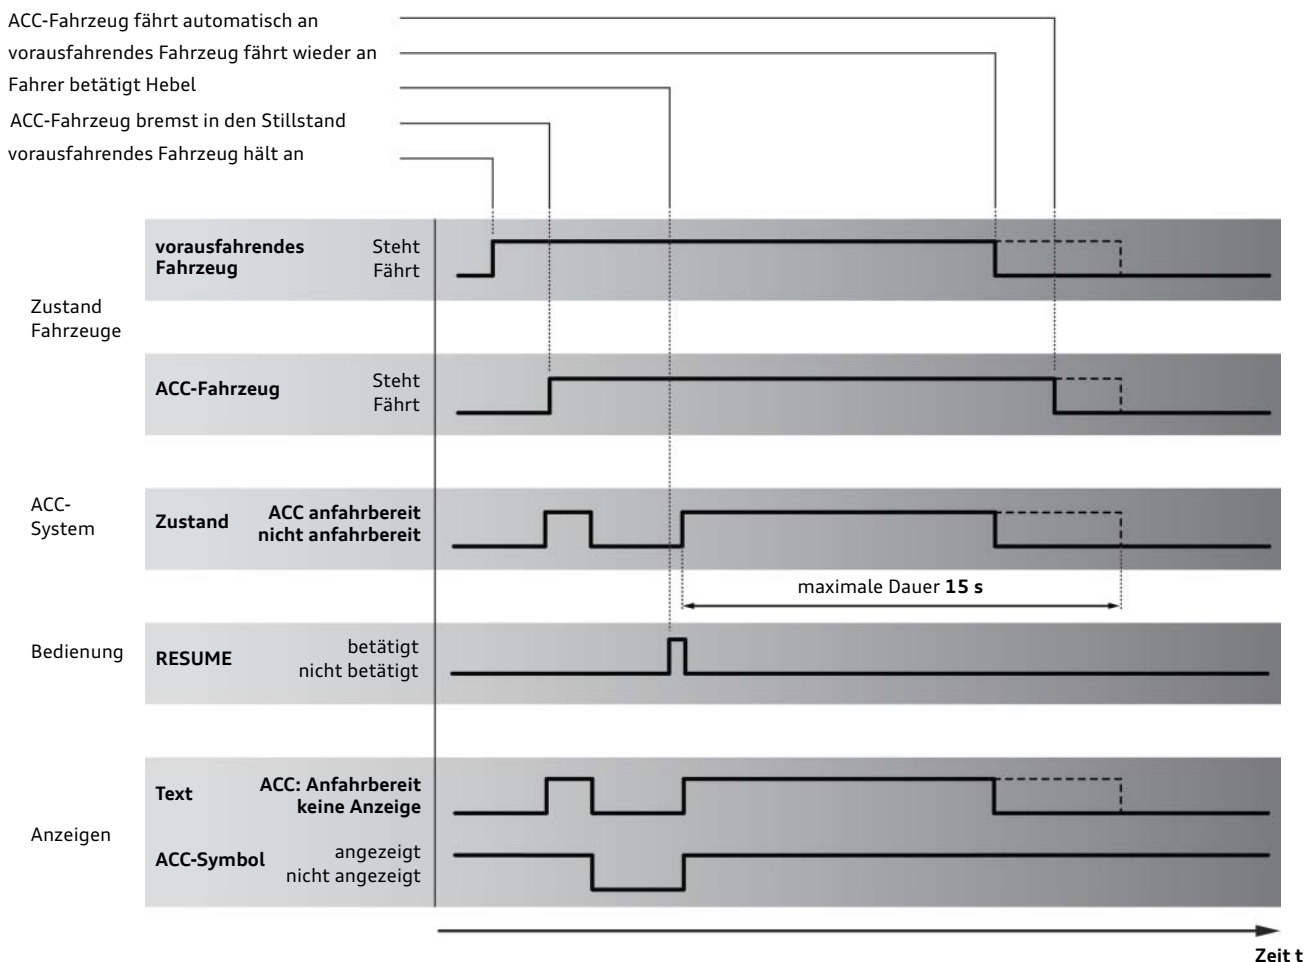 ACC-Fahrzeug fährt automatisch an
vorausfahrendes Fahrzeug fährt wieder an
Fahrer betätigt Hebel
ACC-Fahrzeug bremst in den Stillstand
vorausfahrendes Fahrzeug hält an
vorausfahrendes Steht
Fahrzeug Fährt
Zustand
Fahrzeuge
ACC-Fahrzeug Steht
Fährt
ACC-
System
Zustand ACC anfahrbereit
nicht anfahrbereit
maximale Dauer 15 s
Bedienung
RESUME betätigt
nicht betätigt
Text ACC: Anfahrbereit
keine Anzeige
Anzeigen
ACC-Symbol angezeigt
nicht angezeigt
Zeit t